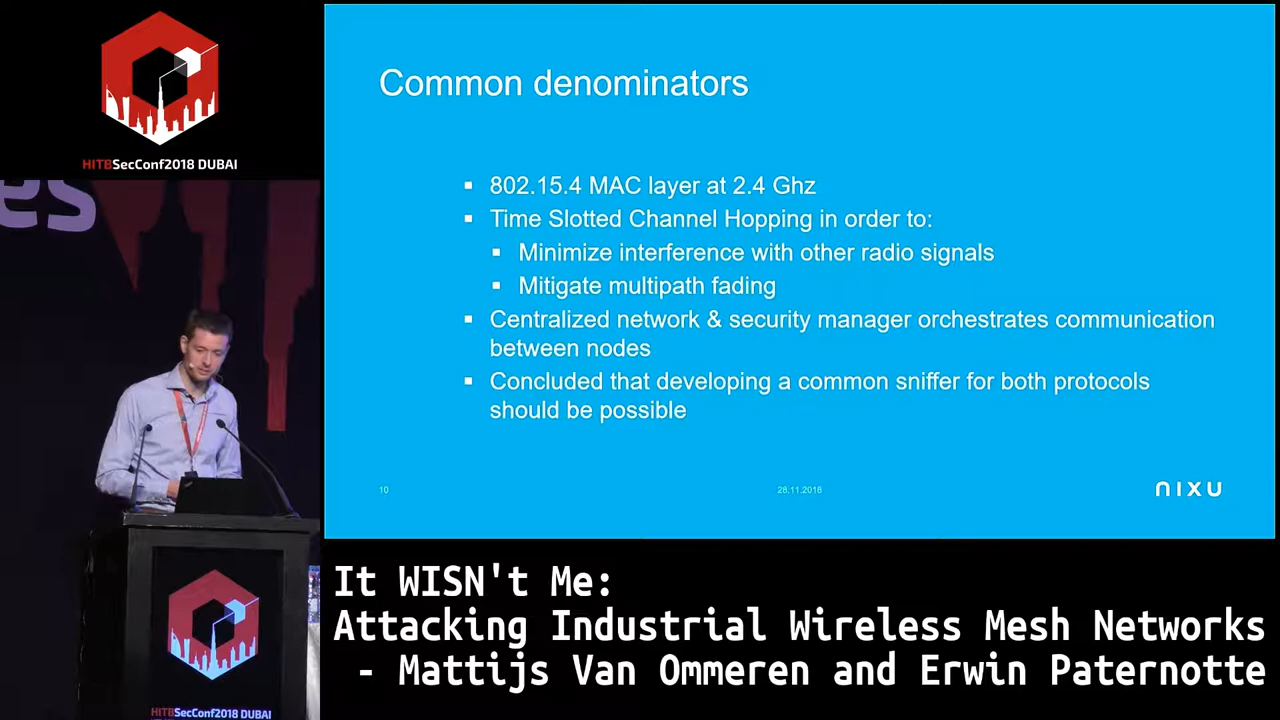 HITBSecConf2018 DUBAI
es
Common denominators
802.15.4 MAC layer at 2.4 Ghz
Time Slotted Channel Hopping in order to:
Minimize interference with other radio signals
Mitigate multipath fading
Centralized network & security manager orchestrates communication
between nodes
Concluded that developing a common sniffer for both protocols
should be possible
10
28.11.2018
nixu
HITBSecConf2018 DUBAI
It WISN't Me:
Attacking Industrial Wireless Mesh Networks
- Mattijs Van Ommeren and Erwin Paternotte